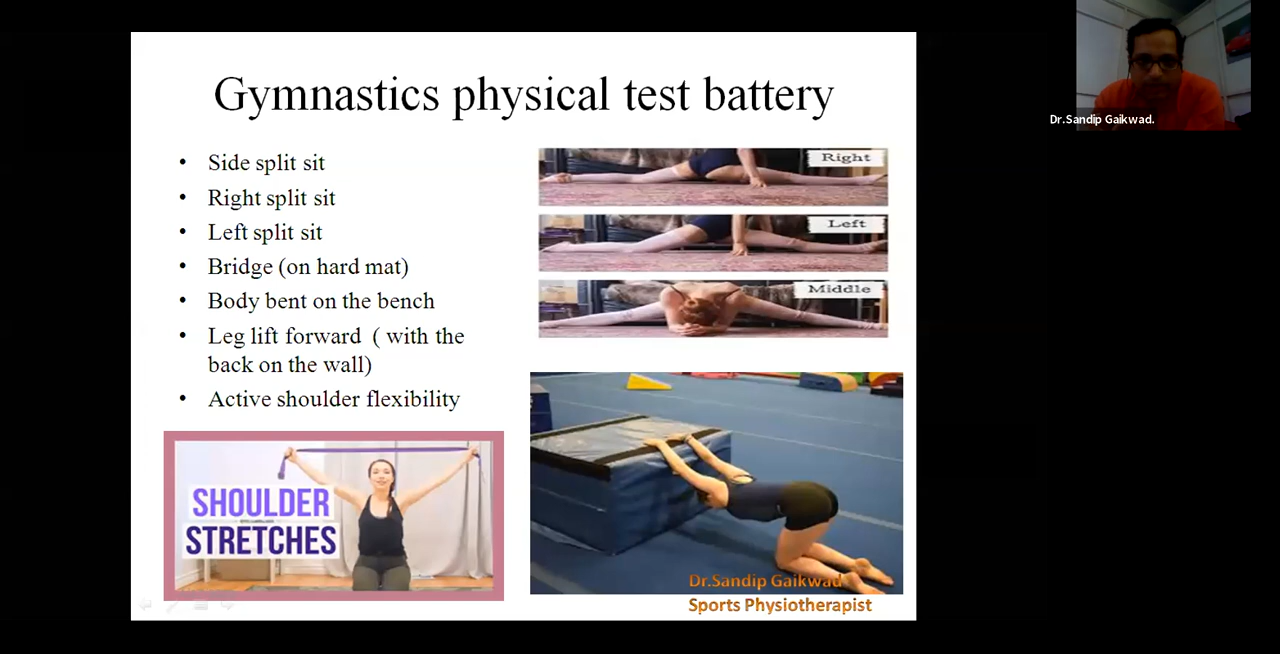 Gymnastics physical test battery
• Side split sit
• Right split sit
• Left split sit
• Bridge (on hard mat)
• Body bent on the bench
• Leg lift forward ( with the
back on the wall)
• Active shoulder flexibility
Right
Left
Middle
SHOULDER
STRETCHES
Dr.Sandip Gaikwad
Sports Physiotherapist
Dr.Sandip Gaikwad.